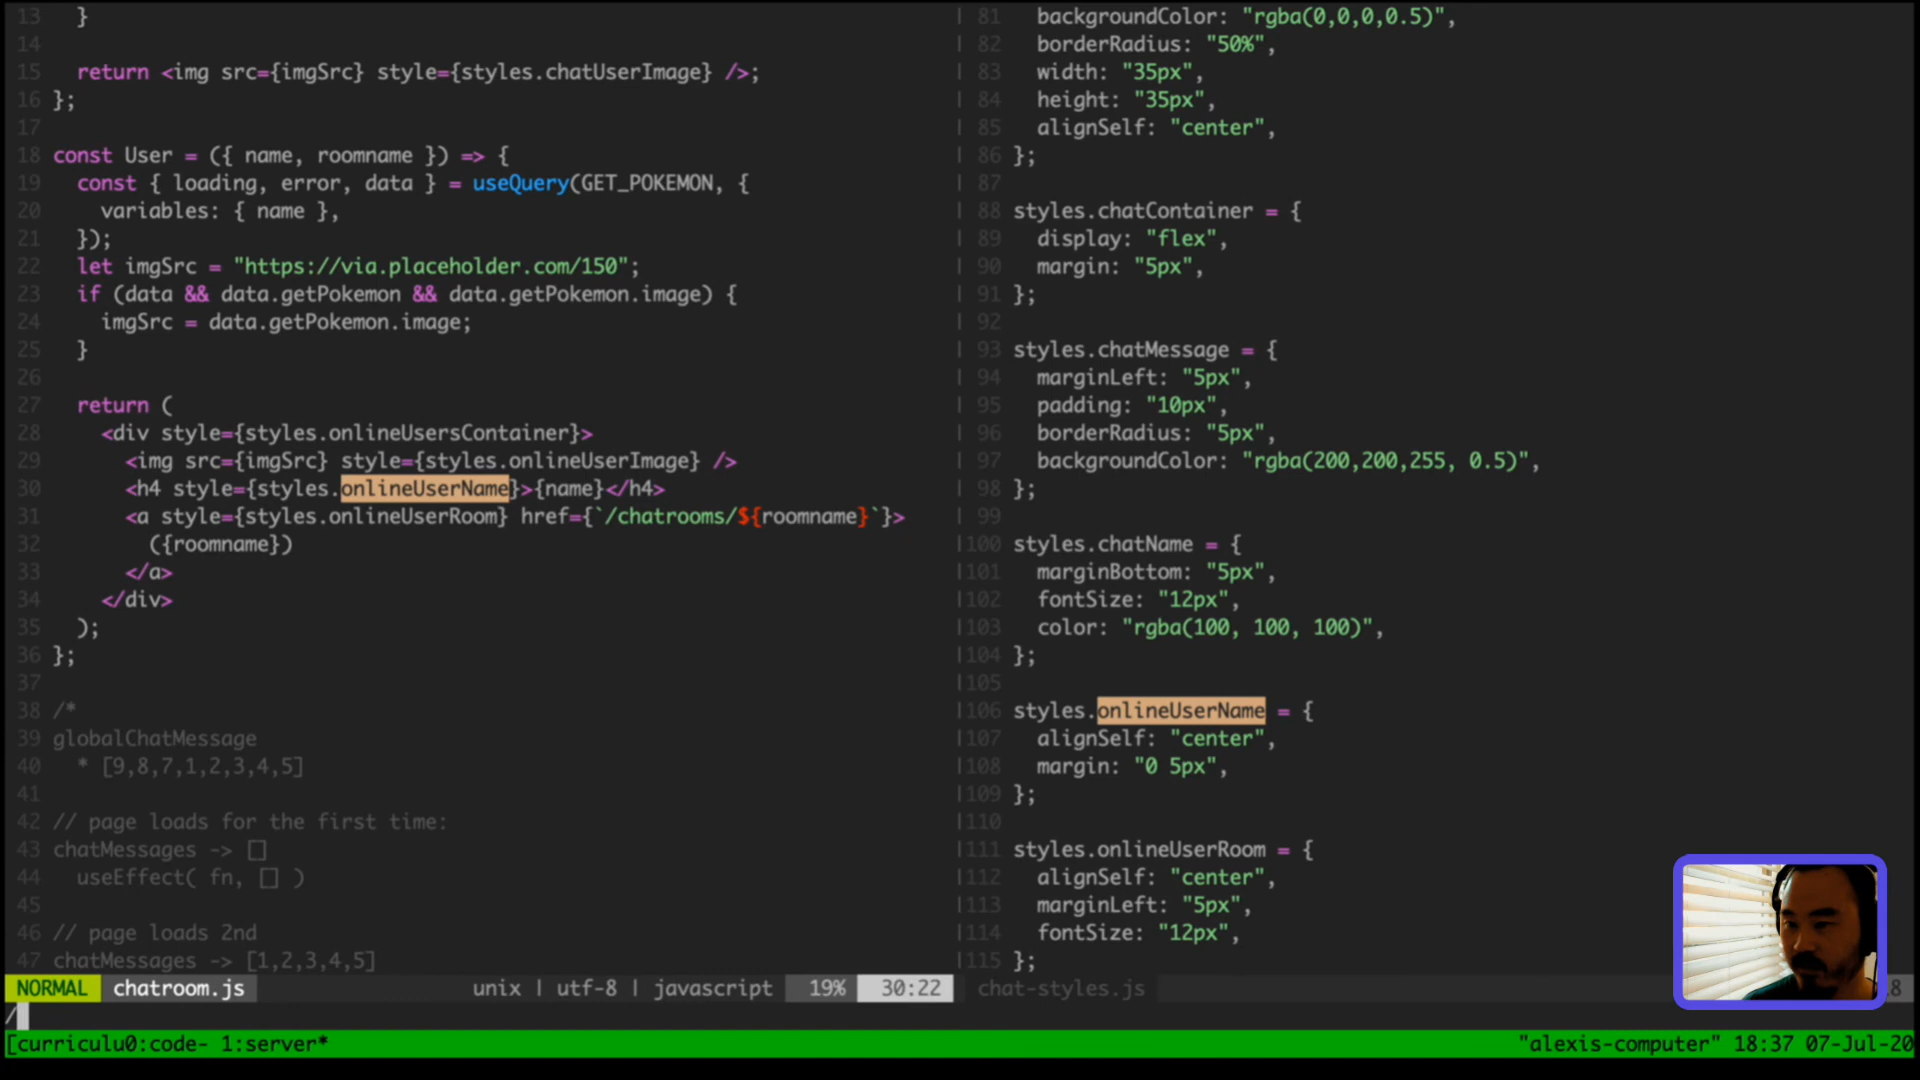 13   }
14
15   return <img src={imgSrc} style={styles.chatUserImage} />;
16 };
17
18 const User = ({ name, roomname }) => {
19   const { loading, error, data } = useQuery(GET_POKEMON, {
20     variables: { name },
21   });
22   let imgSrc = "https://via.placeholder.com/150";
23   if (data && data.getPokemon && data.getPokemon.image) {
24     imgSrc = data.getPokemon.image;
25   }
26
27   return (
28     <div style={styles.onlineUsersContainer}>
29       <img src={imgSrc} style={styles.onlineUserImage} />
30       <h4 style={styles.onlineUserName}>{name}</h4>
31       <a style={styles.onlineUserRoom} href={`/chatrooms/${roomname}`}>
32         ({roomname})
33       </a>
34     </div>
35   );
36 };
37
38 /*
39 globalChatMessage
40   * [9,8,7,1,2,3,4,5]
41
42 // page loads for the first time:
43 chatMessages -> []
44   useEffect( fn, [] )
45
46 // page loads 2nd
47 chatMessages -> [1,2,3,4,5]
NORMAL chatroom.js unix | utf-8 | javascript 19% 30:22
/
81   backgroundColor: "rgba(0,0,0,0.5)",
82   borderRadius: "50%",
83   width: "35px",
84   height: "35px",
85   alignSelf: "center",
86 };
87
88 styles.chatContainer = {
89   display: "flex",
90   margin: "5px",
91 };
92
93 styles.chatMessage = {
94   marginLeft: "5px",
95   padding: "10px",
96   borderRadius: "5px",
97   backgroundColor: "rgba(200,200,255, 0.5)",
98 };
99
100 styles.chatName = {
101   marginBottom: "5px",
102   fontSize: "12px",
103   color: "rgba(100, 100, 100)",
104 };
105
106 styles.onlineUserName = {
107   alignSelf: "center",
108   margin: "0 5px",
109 };
110
111 styles.onlineUserRoom = {
112   alignSelf: "center",
113   marginLeft: "5px",
114   fontSize: "12px",
115 };
chat-styles.js 8
[curriculu0:code- 1:server* "alexis-computer" 18:37 07-Jul-20